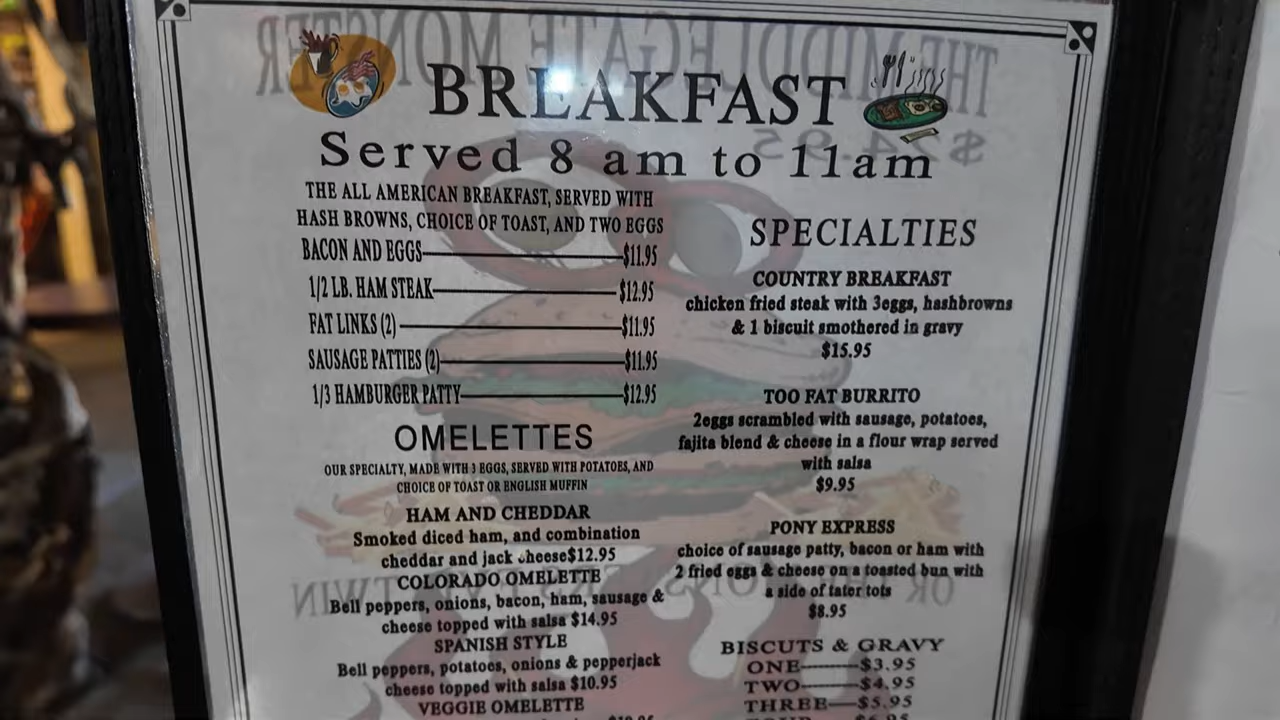 BREAKFAST
Served 8 am to 11am
THE ALL AMERICAN BREAKFAST, SERVED WITH
HASH BROWNS, CHOICE OF TOAST, AND TWO EGGS
BACON AND EGGS $11.95
1/2 LB. HAM STEAK $12.95
FAT LINKS (2) $11.95
SAUSAGE PATTIES (2) $11.95
1/3 HAMBURGER PATTY $12.95
OMELETTES
OUR SPECIALTY, MADE WITH 3 EGGS, SERVED WITH POTATOES, AND
CHOICE OF TOAST OR ENGLISH MUFFIN
HAM AND CHEDDAR
Smoked diced ham, and combination
cheddar and jack cheese$12.95
COLORADO OMELETTE
Bell peppers, onions, bacon, ham, sausage &
cheese topped with salsa $14.95
SPANISH STYLE
Bell peppers, potatoes, onions & pepperjack
cheese topped with salsa $10.95
VEGGIE OMELETTE
SPECIALTIES
COUNTRY BREAKFAST
chicken fried steak with 3eggs, hashbrowns
& 1 biscuit smothered in gravy
$15.95
TOO FAT BURRITO
2eggs scrambled with sausage, potatoes,
fajita blend & cheese in a flour wrap served
with salsa
$9.95
PONY EXPRESS
choice of sausage patty, bacon or ham with
2 fried eggs & cheese on a toasted bun with
a side of tater tots
$8.95
BISCUTS & GRAVY
ONE $3.95
TWO $4.95
THREE $5.95
THE MIDDLEGATE MONSTER